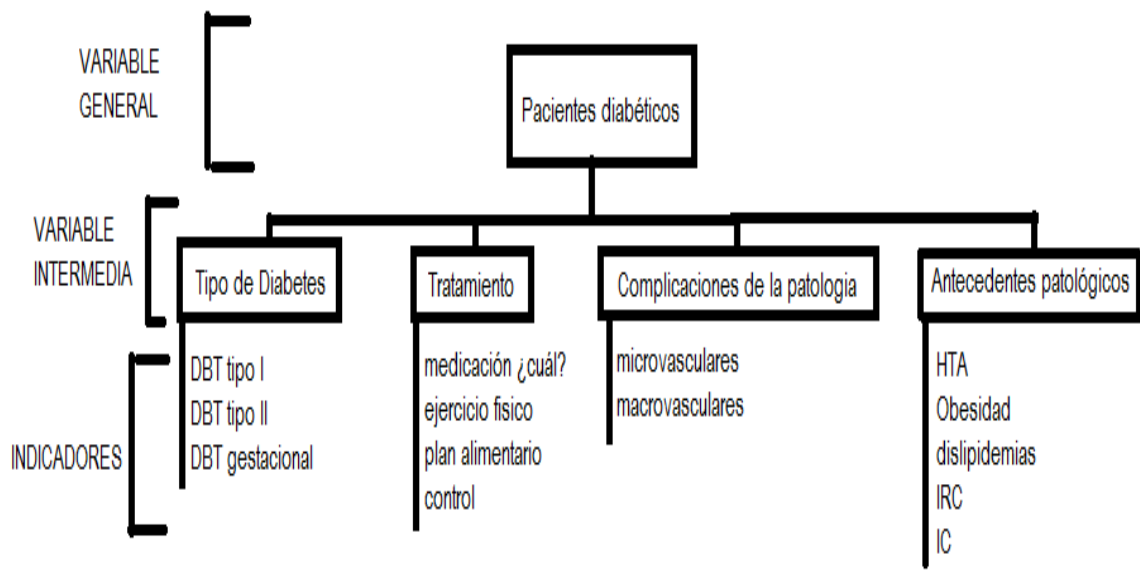 VARIABLE
GENERAL
Pacientes diabéticos
VARIABLE
INTERMEDIA
Tipo de Diabetes
Tratamiento
Complicaciones de la patologia
Antecedentes patológicos
INDICADORES
DBT tipo I
DBT tipo II
DBT gestacional
medicación ¿cuál?
ejercicio fisico
plan alimentario
control
microvasculares
macrovasculares
HTA
Obesidad
dislipidemias
IRC
IC